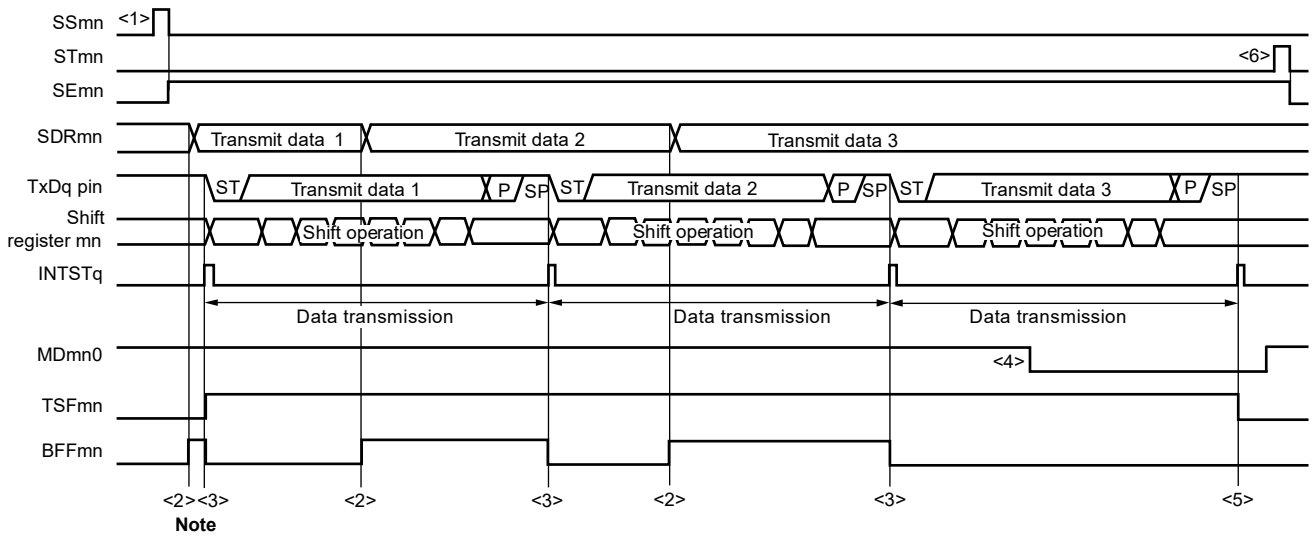 SSmn <1>
STmn <6>
SEmn
SDRmn Transmit data 1 Transmit data 2 Transmit data 3
TxDq pin ST Transmit data 1 P SP ST Transmit data 2 P SP ST Transmit data 3 P SP
Shift
register mn Shift operation Shift operation Shift operation
INTSTq
Data transmission Data transmission Data transmission
MDmn0 <4>
TSFmn
BFFmn
<2><3> <2> <3> <2> <3> <5>
Note